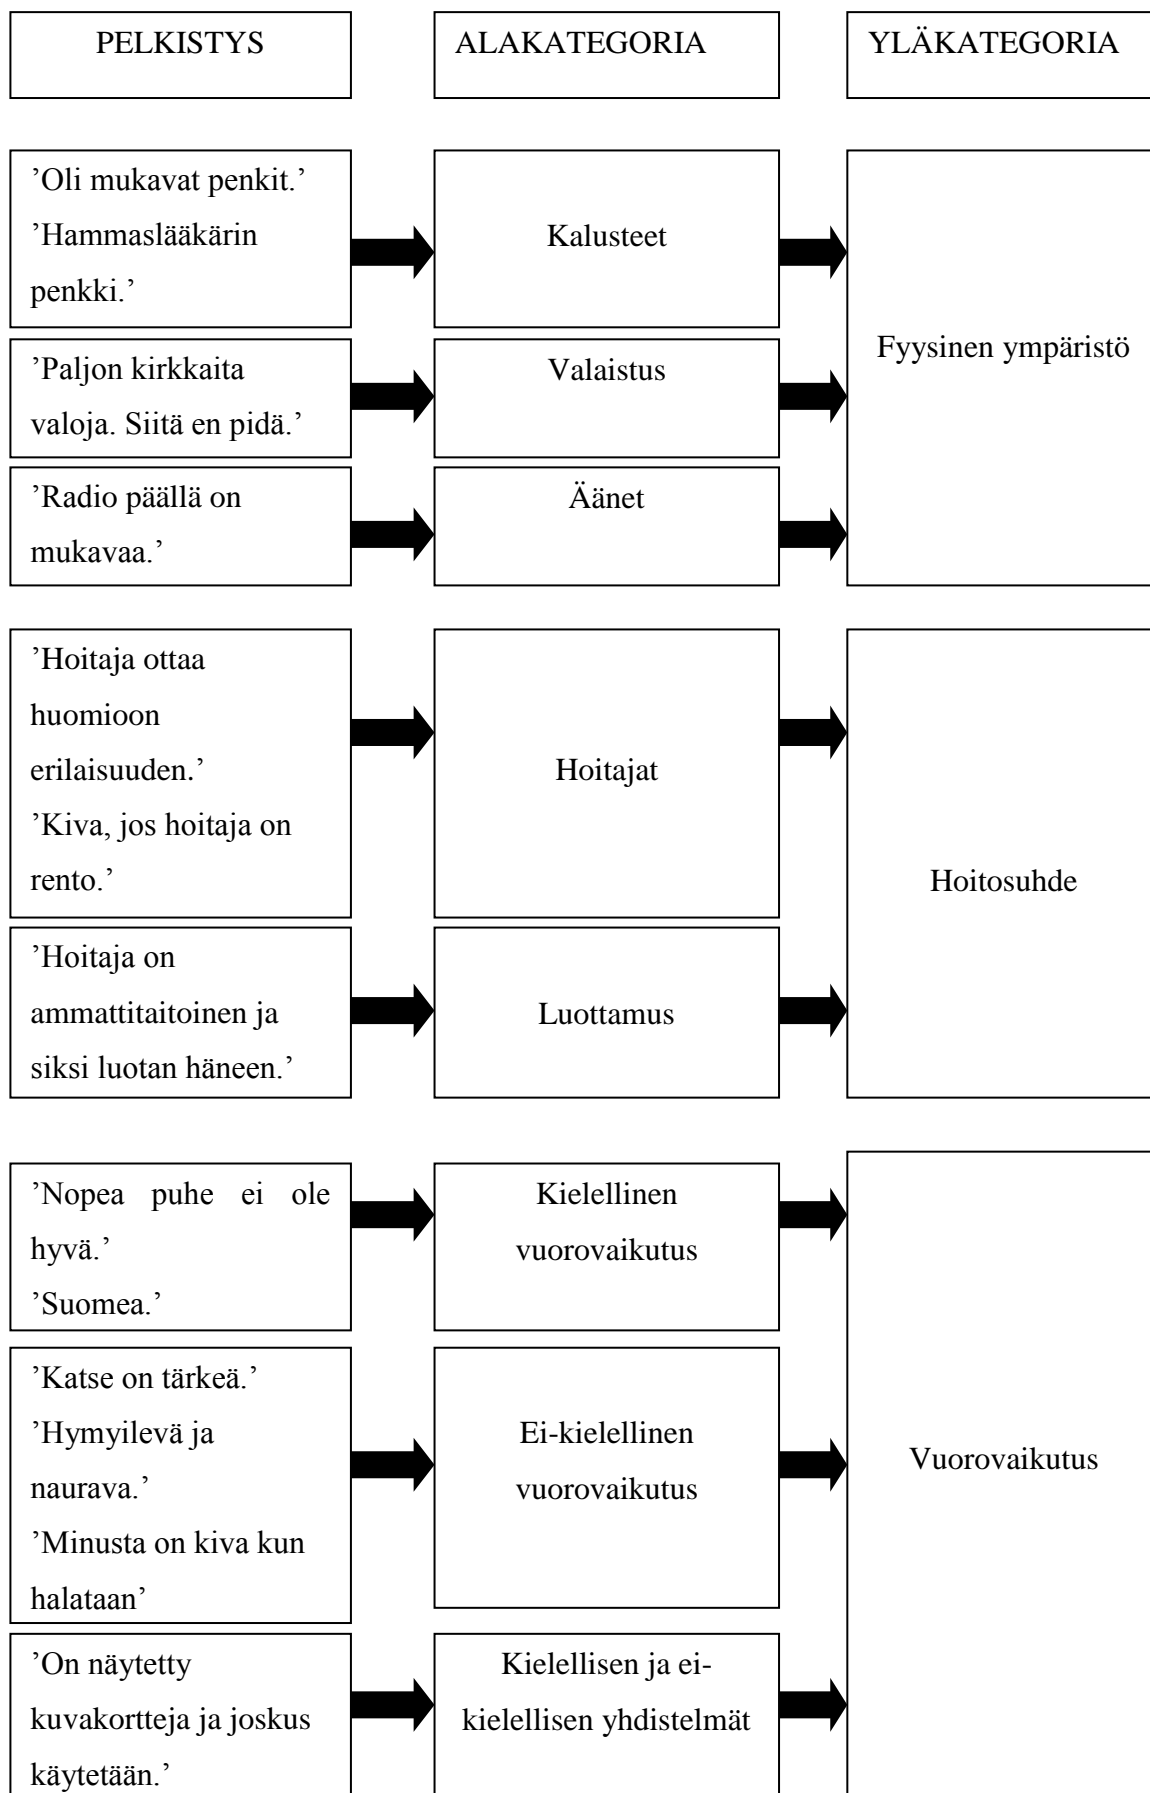 PELKISTYS
ALAKATEGORIA
YLÄKATEGORIA
’Oli mukavat penkit.’
’Hammaslääkärin
penkki.’
Kalusteet
Fyysinen ympäristö
’Paljon kirkkaita
valoja. Siitä en pidä.’
Valaistus
’Radio päällä on
mukavaa.’
Äänet
’Hoitaja ottaa
huomioon
erilaisuuden.’
’Kiva, jos hoitaja on
rento.’
Hoitajat
Hoitosuhde
’Hoitaja on
ammattitaitoinen ja
siksi luotan häneen.’
Luottamus
’Nopea puhe ei ole
hyvä.’
’Suomea.’
Kielellinen
vuorovaikutus
Vuorovaikutus
’Katse on tärkeä.’
’Hymyilevä ja
naurava.’
’Minusta on kiva kun
halataan’
Ei-kielellinen
vuorovaikutus
’On näytetty
kuvakortteja ja joskus
käytetään.’
Kielellisen ja ei-
kielellisen yhdistelmät